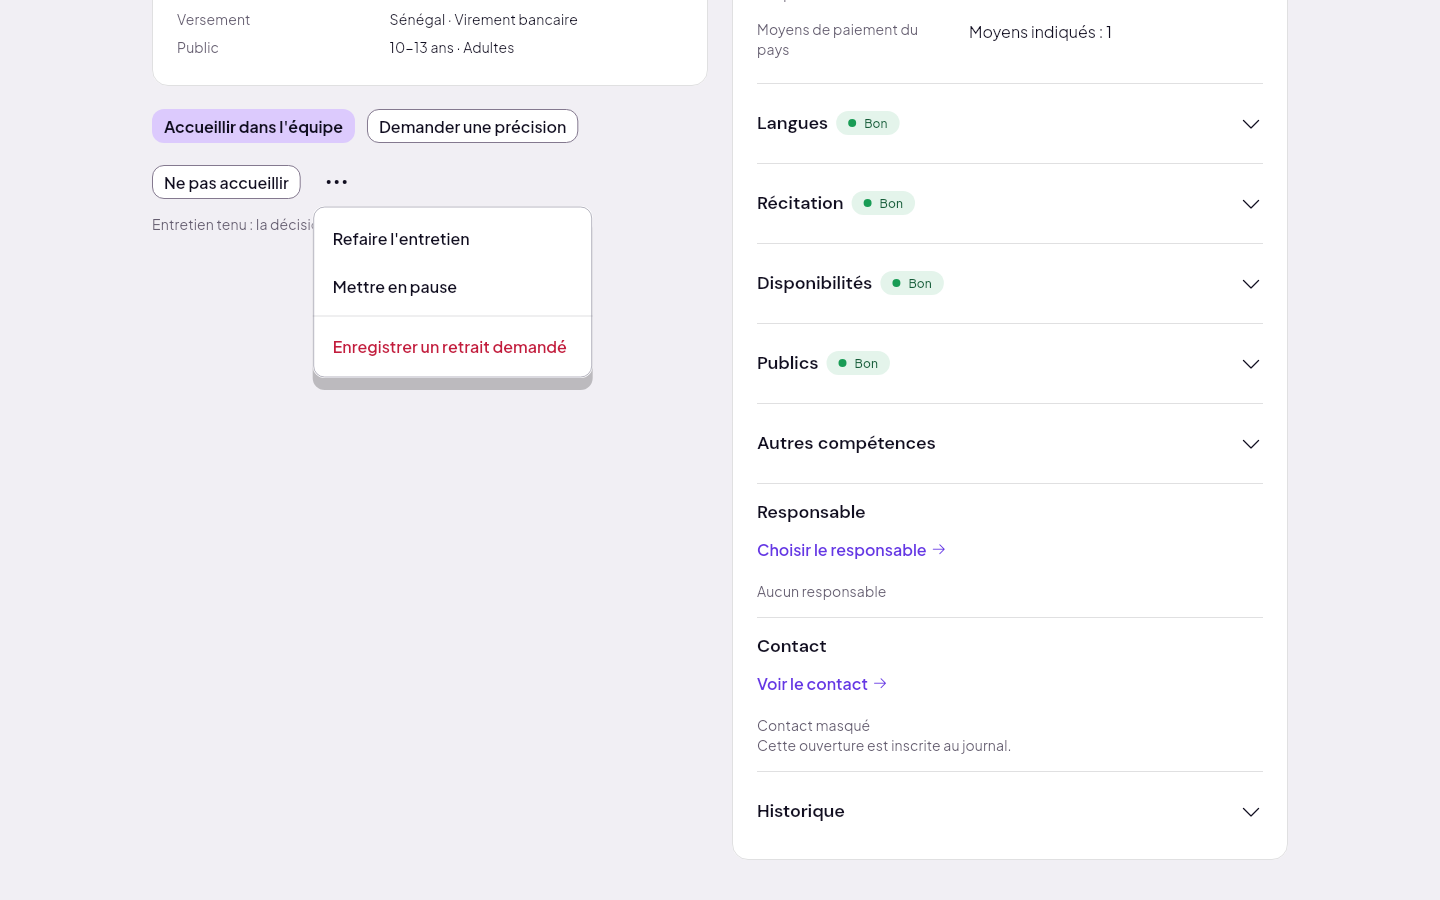 Versement
Sénégal · Virement bancaire
Public
10–13 ans · Adultes
Accueillir dans l'équipe
Demander une précision
Ne pas accueillir
Entretien tenu : la
Refaire l'entretien
Mettre en pause
Enregistrer un retrait demandé
Moyens de paiement du
pays
Moyens indiqués : 1
Langues
Bon
Récitation
Bon
Disponibilités
Bon
Publics
Bon
Autres compétences
Responsable
Choisir le responsable →
Aucun responsable
Contact
Voir le contact →
Contact masqué
Cette ouverture est inscrite au journal.
Historique